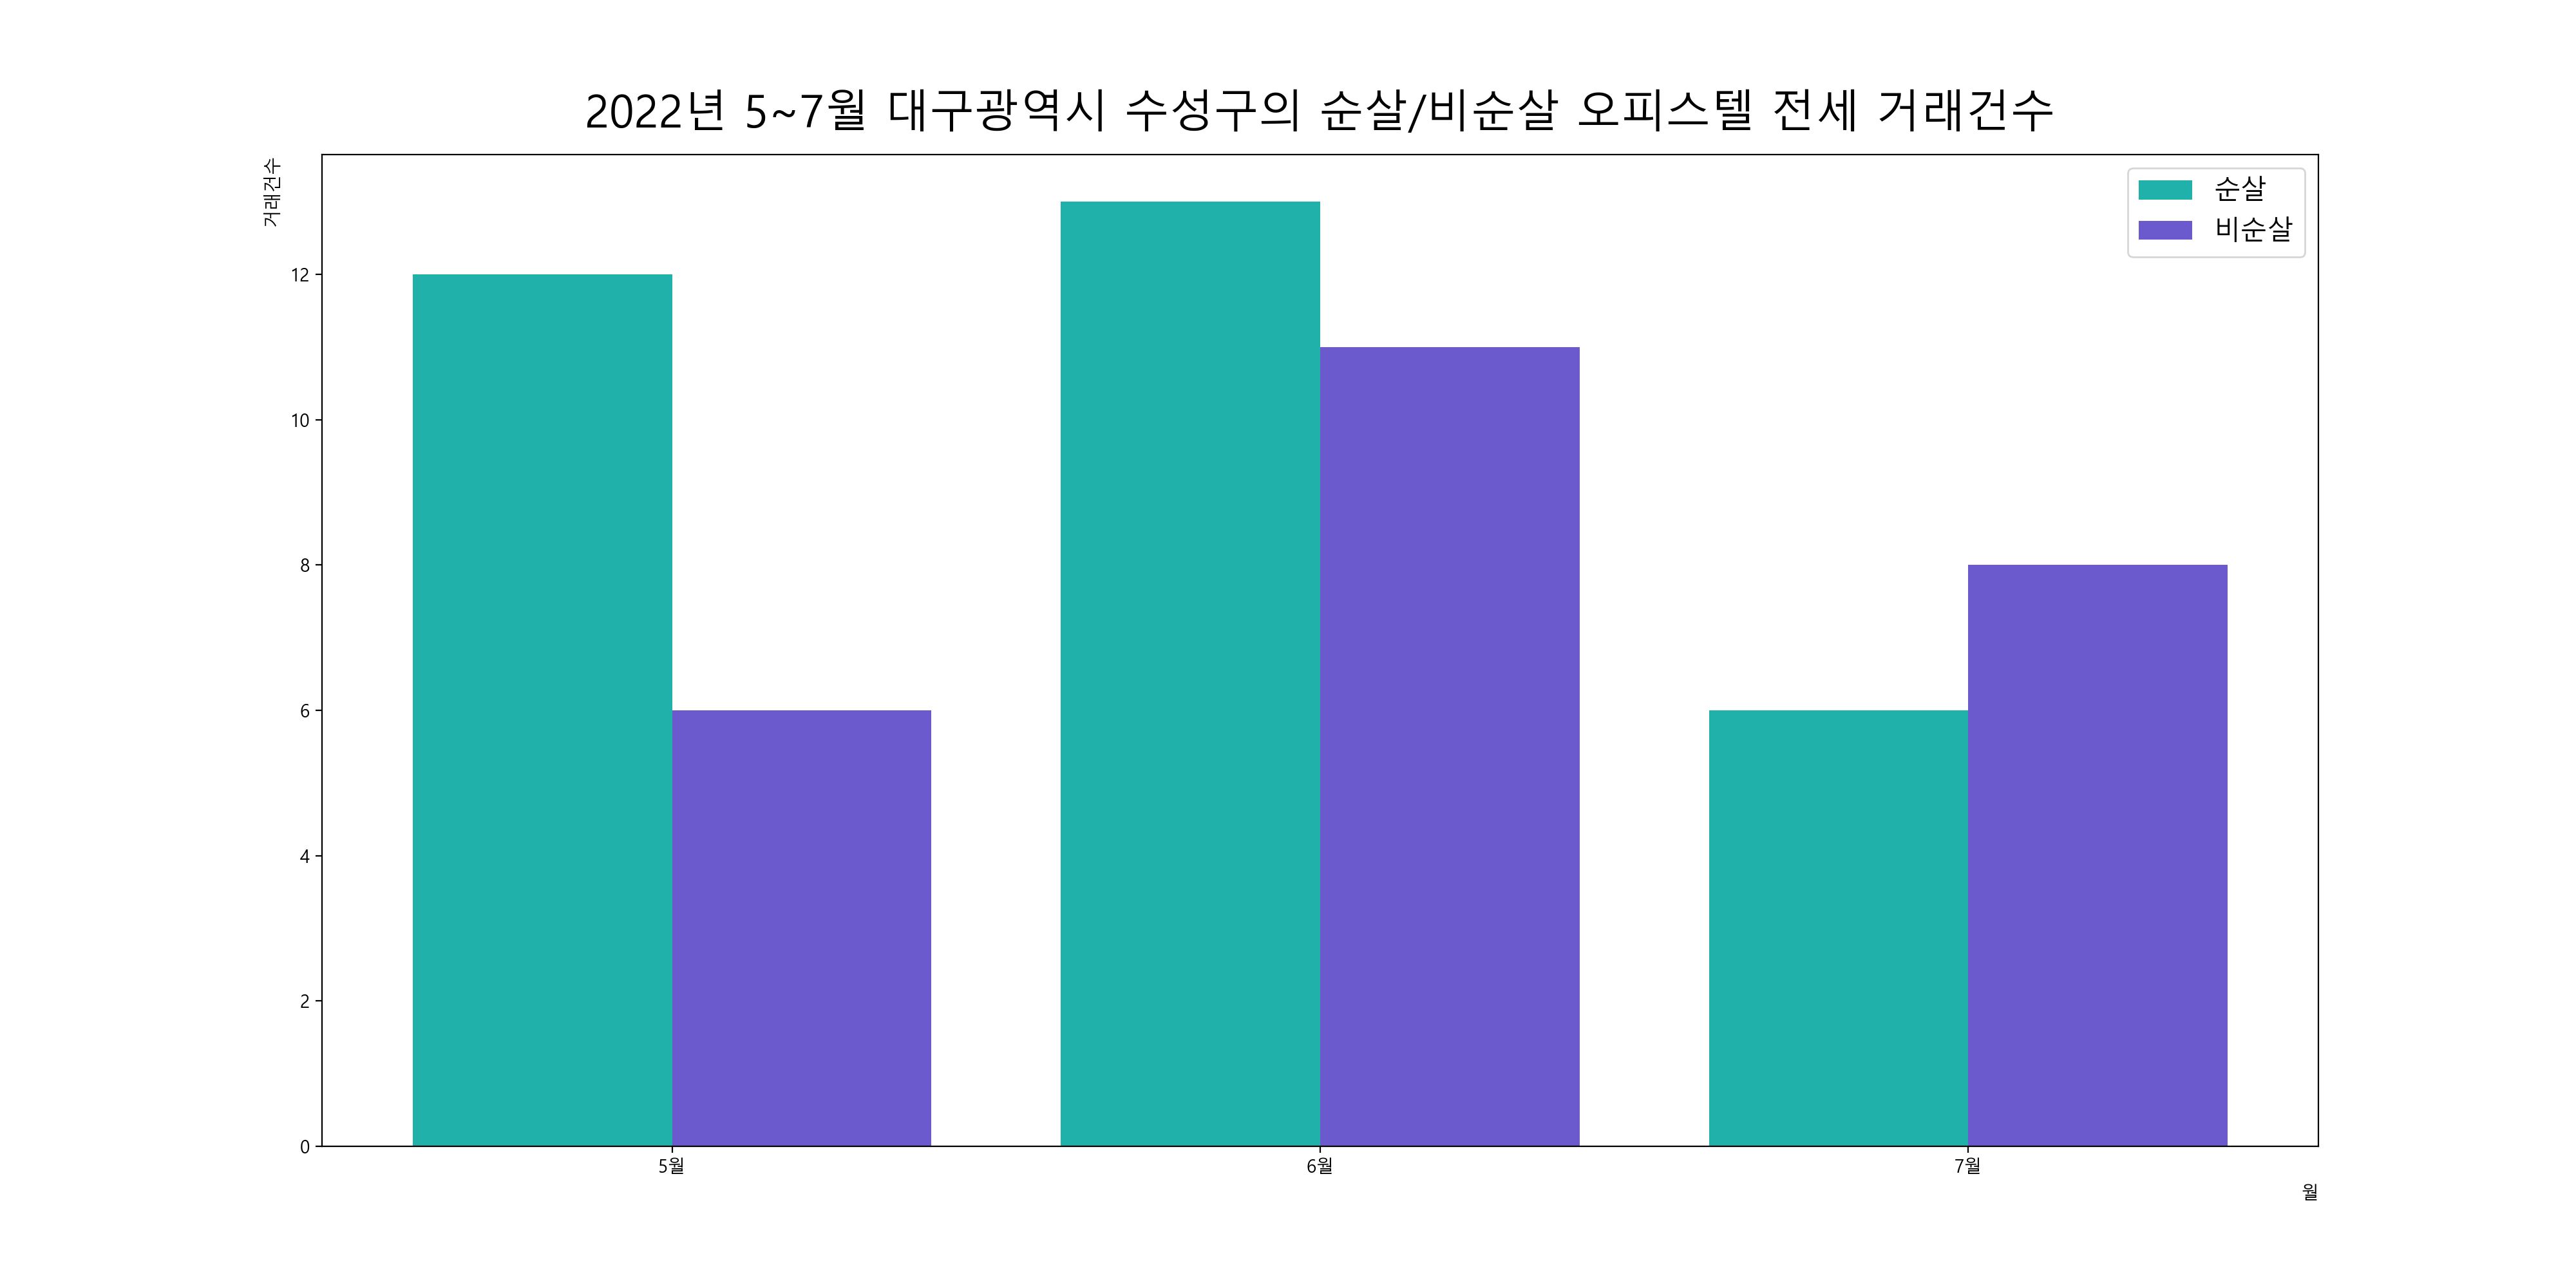 2022년 5~7월 대구광역시 수성구의 순살/비순살 오피스텔 전세 거래건수
거래건수
순살
비순살
12
10
8
6
4
2
0
5월
6월
7월
월